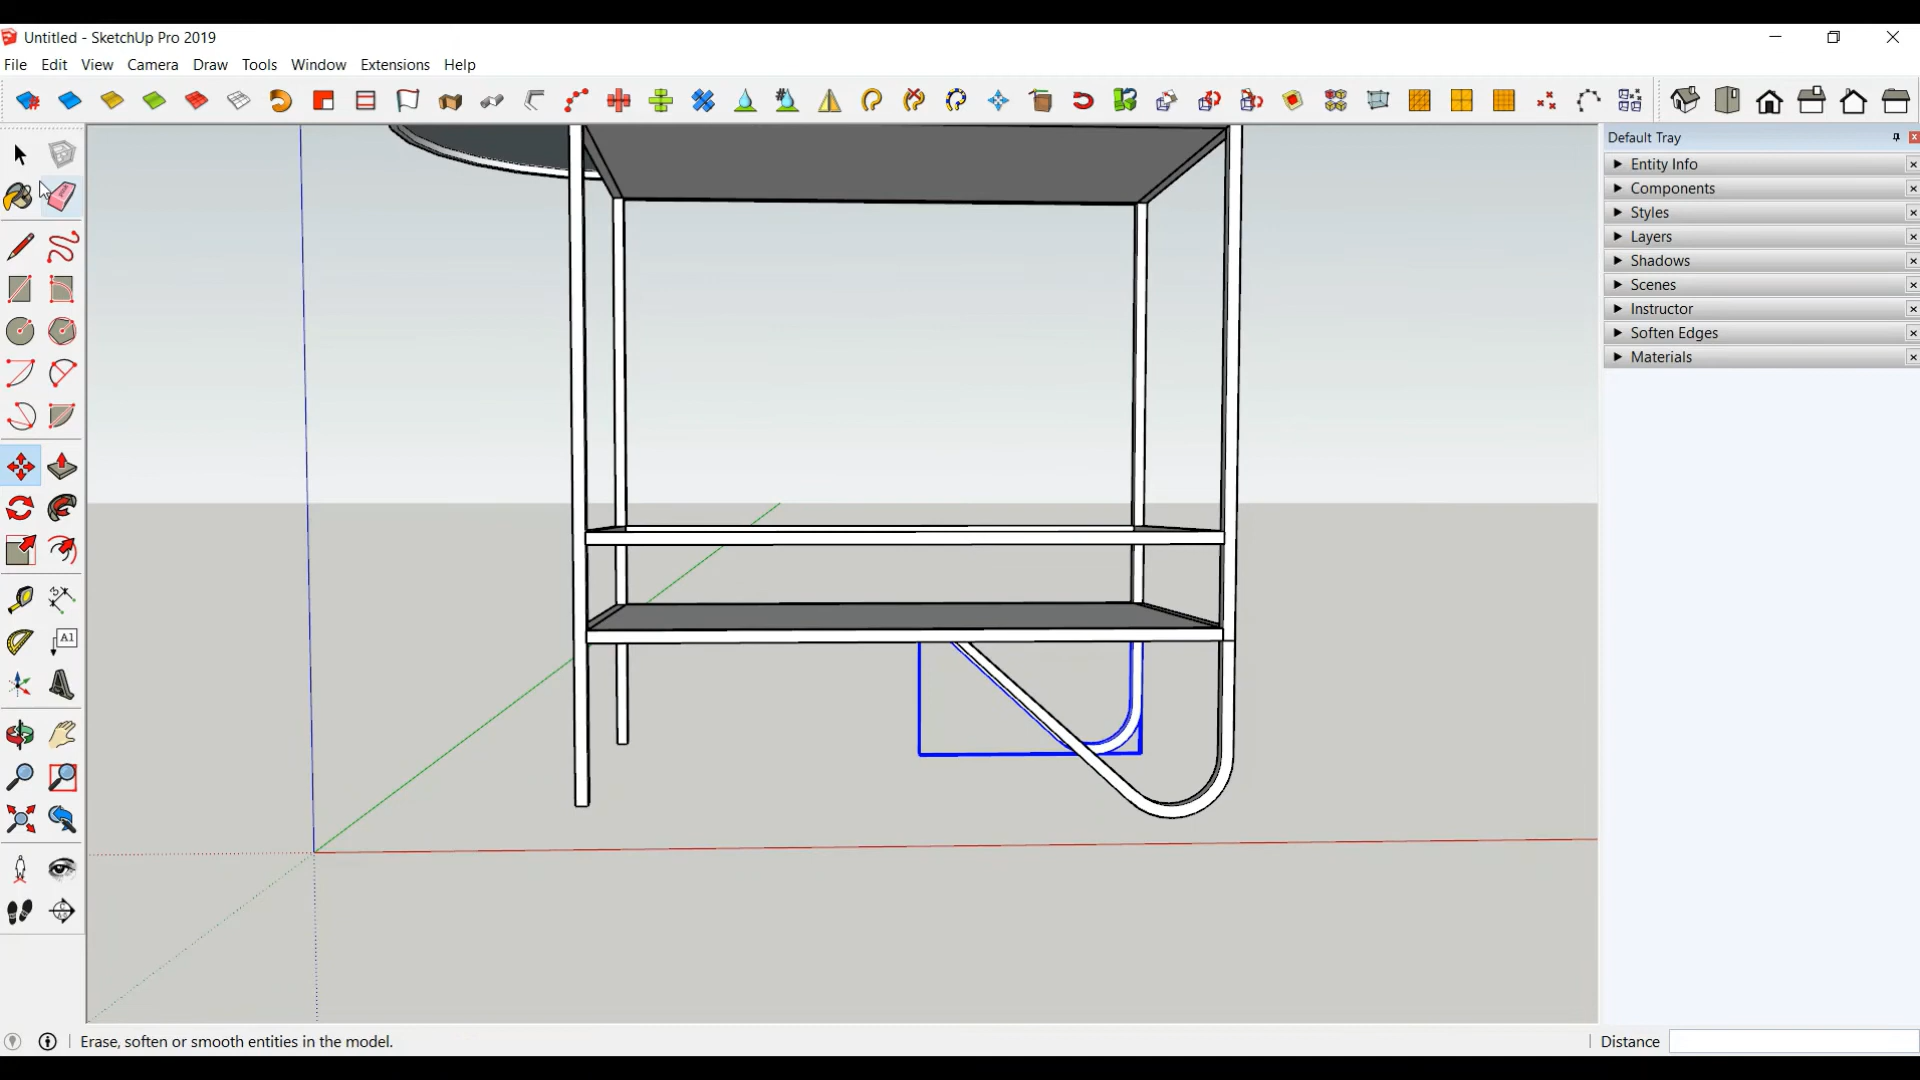 Untitled - SketchUp Pro 2019
File Edit View Camera Draw Tools Window Extensions Help
Default Tray
Entity Info
Components
Styles
Layers
Shadows
Scenes
Instructor
Soften Edges
Materials
A1
Erase, soften or smooth entities in the model.
Distance